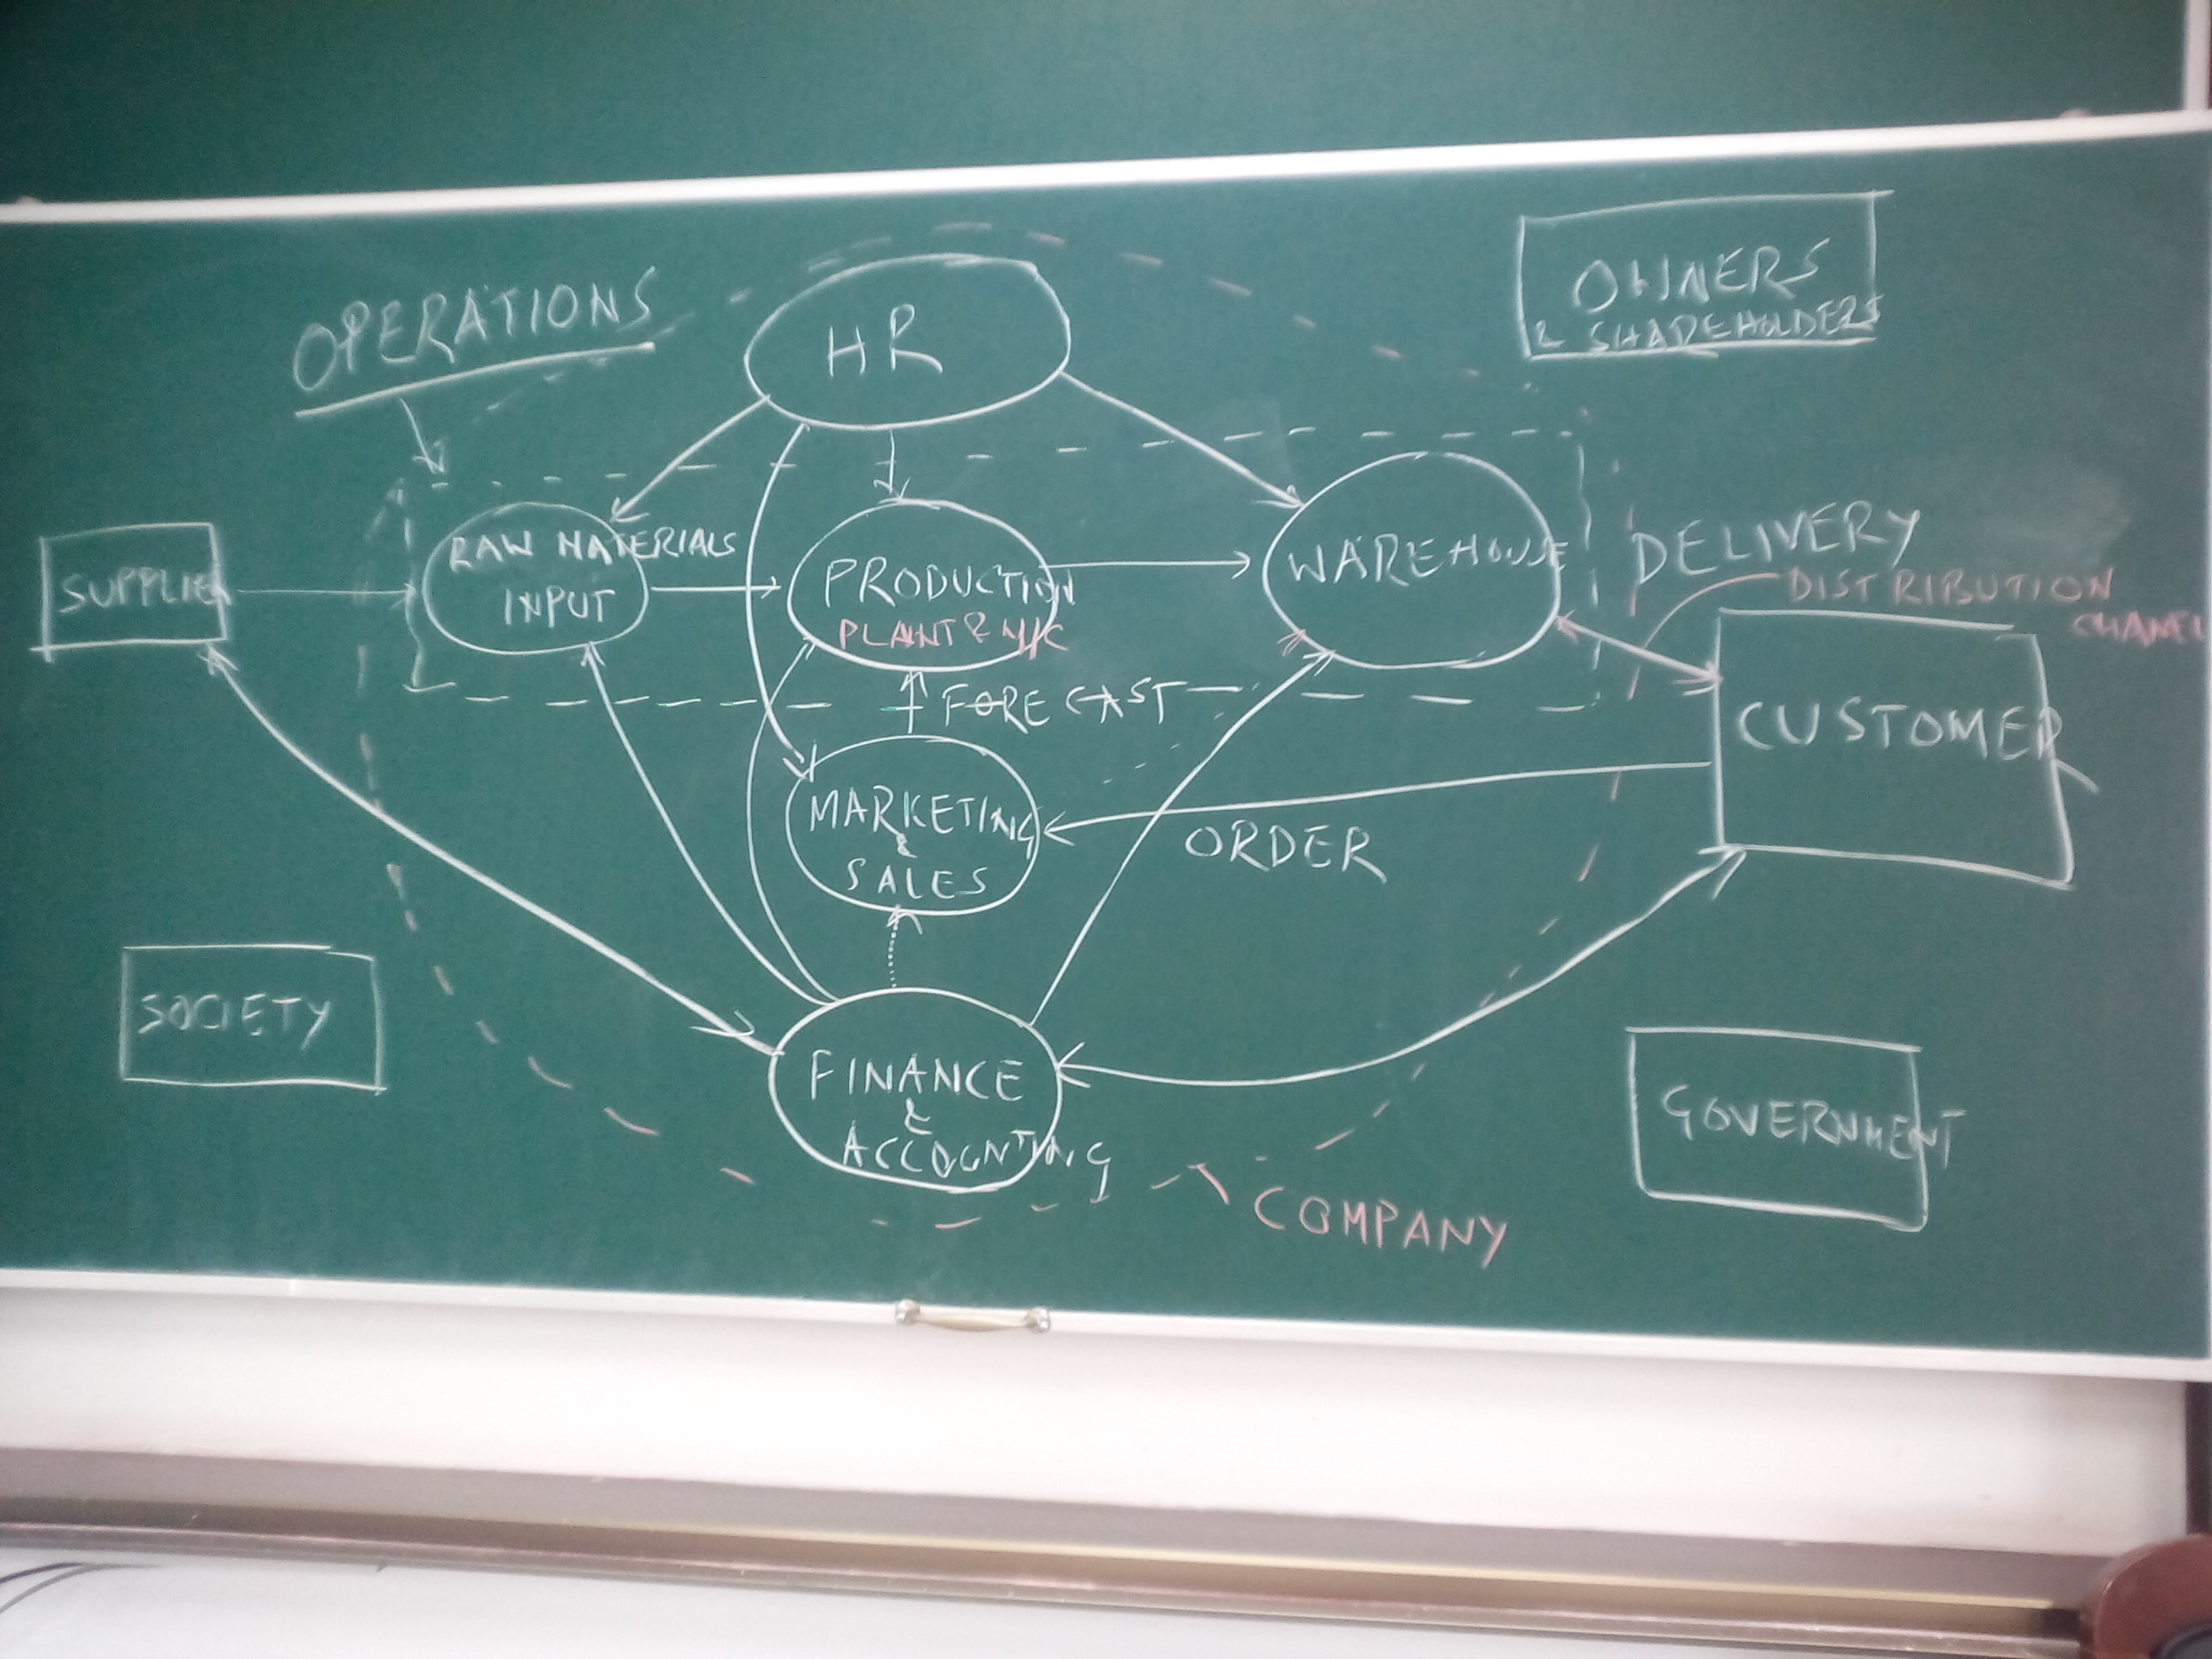 OPERATIONS
HR
OWNERS
& SHAREHOLDERS
SUPPLIER
RAW MATERIALS
INPUT
PRODUCTION
PLANT & M/C
WAREHOUSE
DELIVERY
DISTRIBUTION
CHANEL
FORECAST
CUSTOMER
MARKETING
&
SALES
ORDER
SOCIETY
FINANCE
&
ACCOUNTING
GOVERNMENT
COMPANY